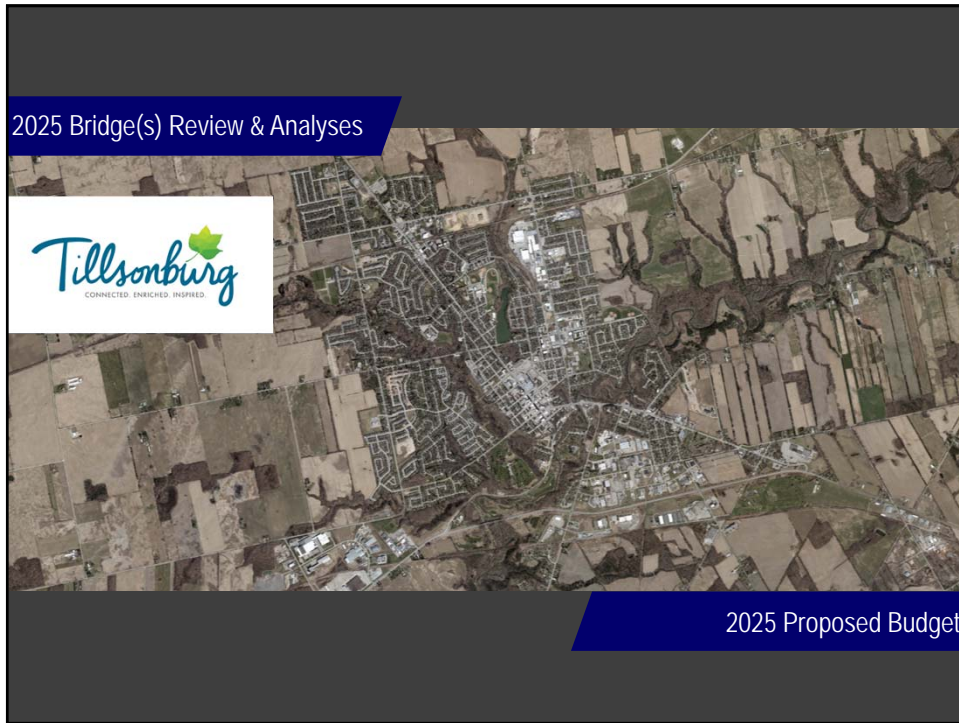 2025 Bridge(s) Review & Analyses
Tillsonburg
CONNECTED. ENRICHED. INSPIRED.
2025 Proposed Budget